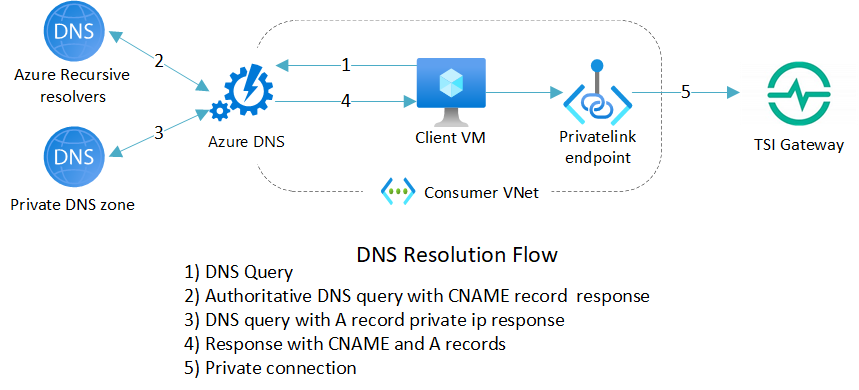 DNS
Azure Recursive
resolvers
2
3
DNS
Private DNS zone
Azure DNS
1
4
Client VM
Privatelink
endpoint
5
TSI Gateway
Consumer VNet
DNS Resolution Flow
1) DNS Query
2) Authoritative DNS query with CNAME record response
3) DNS query with A record private ip response
4) Response with CNAME and A records
5) Private connection